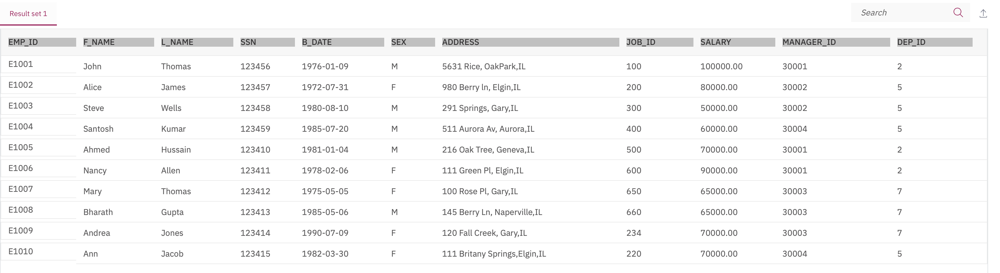 Result set 1 Search
EMP_ID F_NAME L_NAME SSN B_DATE SEX ADDRESS JOB_ID SALARY MANAGER_ID DEP_ID
E1001 John Thomas 123456 1976-01-09 M 5631 Rice, OakPark,IL 100 100000.00 30001 2
E1002 Alice James 123457 1972-07-31 F 980 Berry ln, Elgin,IL 200 80000.00 30002 5
E1003 Steve Wells 123458 1980-08-10 M 291 Springs, Gary,IL 300 50000.00 30002 5
E1004 Santosh Kumar 123459 1985-07-20 M 511 Aurora Av, Aurora,IL 400 60000.00 30004 5
E1005 Ahmed Hussain 123410 1981-01-04 M 216 Oak Tree, Geneva,IL 500 70000.00 30001 2
E1006 Nancy Allen 123411 1978-02-06 F 111 Green Pl, Elgin,IL 600 90000.00 30001 2
E1007 Mary Thomas 123412 1975-05-05 F 100 Rose Pl, Gary,IL 650 65000.00 30003 7
E1008 Bharath Gupta 123413 1985-05-06 M 145 Berry Ln, Naperville,IL 660 65000.00 30003 7
E1009 Andrea Jones 123414 1990-07-09 F 120 Fall Creek, Gary,IL 234 70000.00 30003 7
E1010 Ann Jacob 123415 1982-03-30 F 111 Britany Springs,Elgin,IL 220 70000.00 30004 5